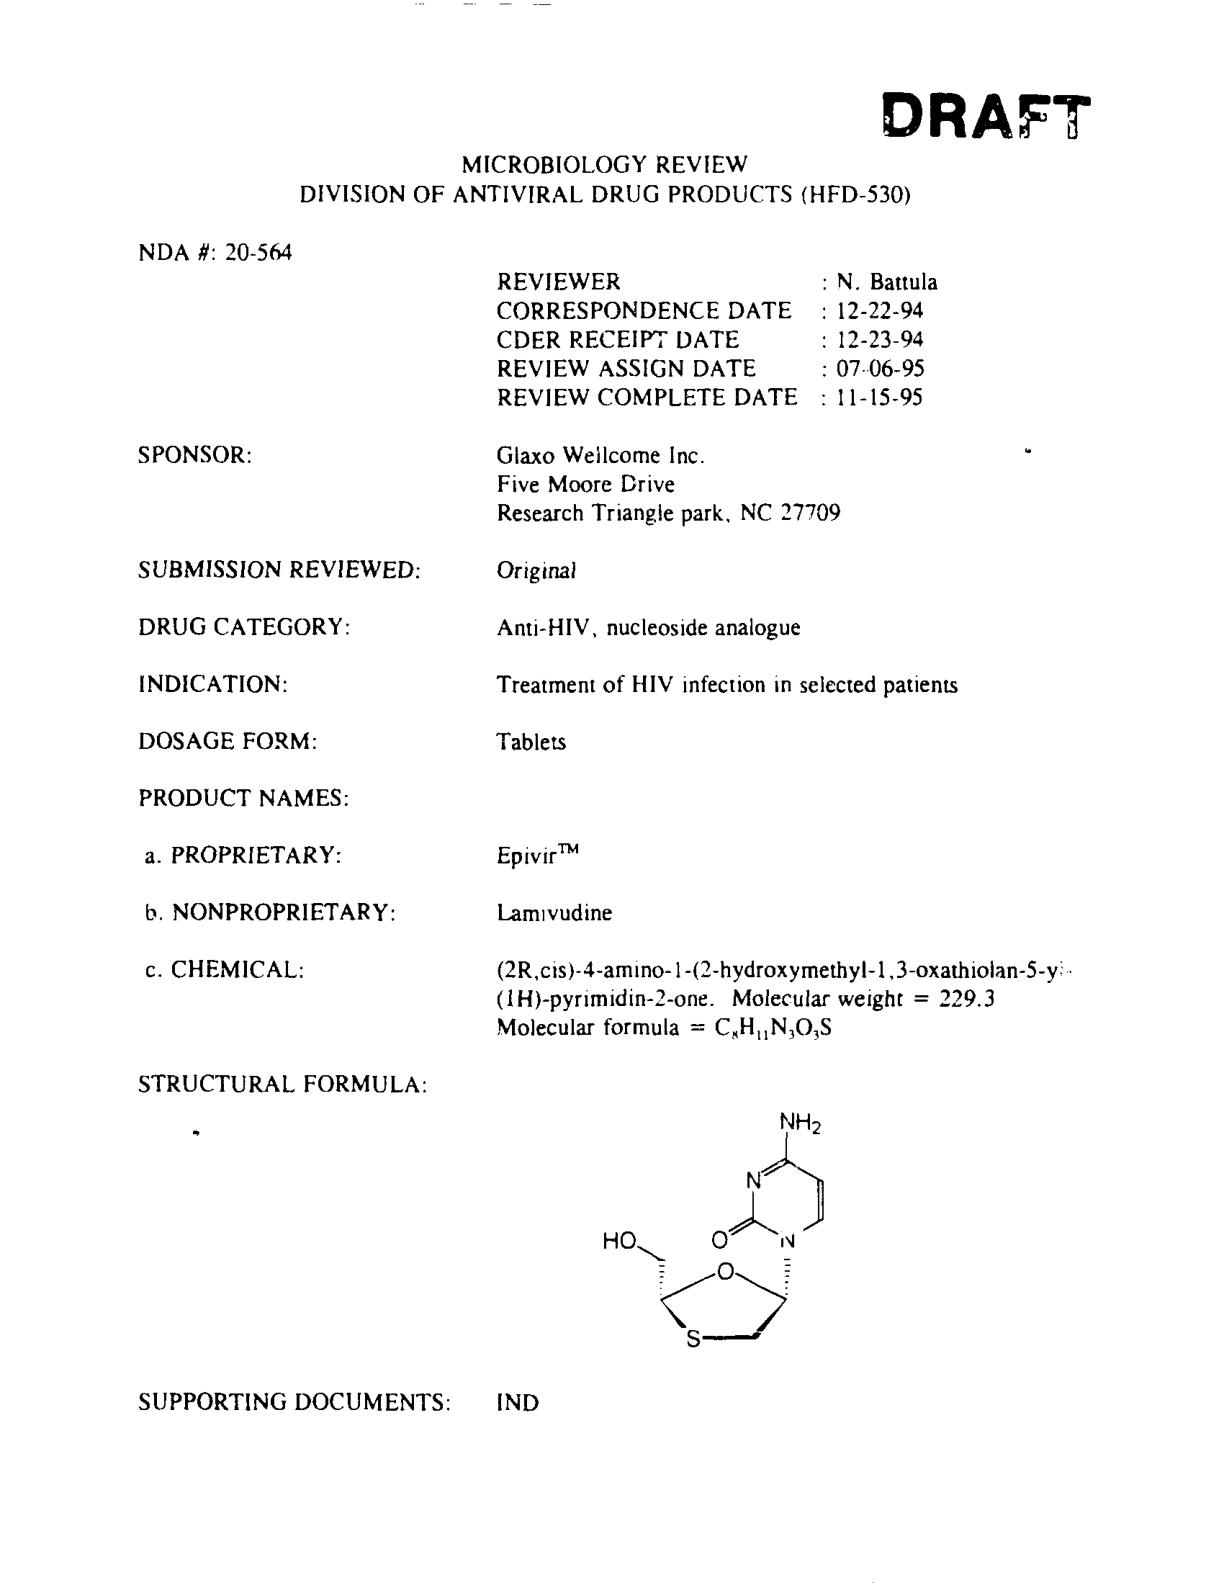 DRAFT
MICROBIOLOGY REVIEW
DIVISION OF ANTIVIRAL DRUG PRODUCTS (HFD-530)
NDA #: 20-564
REVIEWER : N. Battula
CORRESPONDENCE DATE : 12-22-94
CDER RECEIPT DATE : 12-23-94
REVIEW ASSIGN DATE : 07-06-95
REVIEW COMPLETE DATE : 11-15-95
SPONSOR: Glaxo Wellcome Inc.
Five Moore Drive
Research Triangle park, NC 27709
SUBMISSION REVIEWED: Original
DRUG CATEGORY: Anti-HIV, nucleoside analogue
INDICATION: Treatment of HIV infection in selected patients
DOSAGE FORM: Tablets
PRODUCT NAMES:
a. PROPRIETARY: Epivir™
b. NONPROPRIETARY: Lamivudine
c. CHEMICAL: (2R,cis)-4-amino-1-(2-hydroxymethyl-1,3-oxathiolan-5-y
(1H)-pyrimidin-2-one. Molecular weight = 229.3
Molecular formula = C₈H₁₁N₃O₃S
STRUCTURAL FORMULA:
NH₂
N
HO O N
O
S
SUPPORTING DOCUMENTS: IND